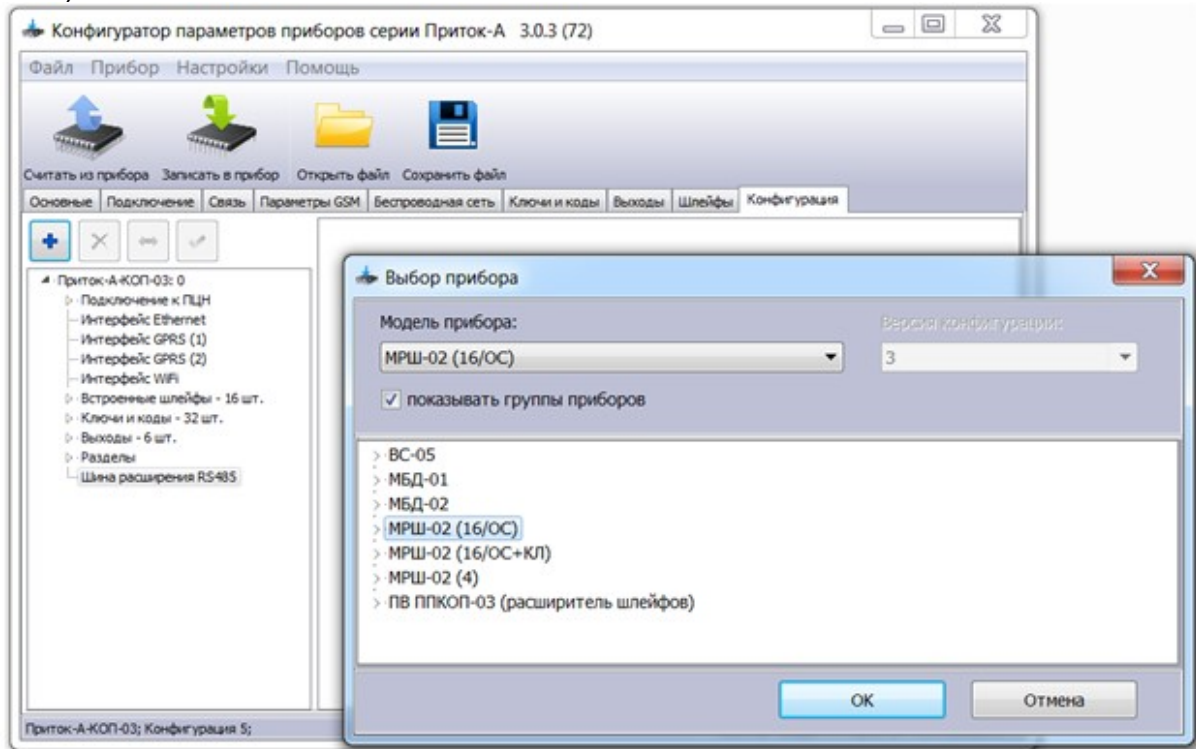 Конфигуратор параметров приборов серии Приток-А 3.0.3 (72)
Файл Прибор Настройки Помощь
Считать из прибора Записать в прибор Открыть файл Сохранить файл
Основные Подключение Связь Параметры GSM Беспроводная сеть Ключи и коды Выходы Шлейфы Конфигурация
Приток-А-КОП-03: 0
Подключение к ПЦН
Интерфейс Ethernet
Интерфейс GPRS (1)
Интерфейс GPRS (2)
Интерфейс WiFi
Встроенные шлейфы - 16 шт.
Ключи и коды - 32 шт.
Выходы - 6 шт.
Разделы
Шина расширения RS485
Приток-А-КОП-03; Конфигурация 5;
Выбор прибора
Модель прибора: Версия конфигурации:
МРШ-02 (16/ОС) 3
показывать группы приборов
ВС-05
МБД-01
МБД-02
МРШ-02 (16/ОС)
МРШ-02 (16/ОС+КЛ)
МРШ-02 (4)
ПВ ППКОП-03 (расширитель шлейфов)
ОК Отмена